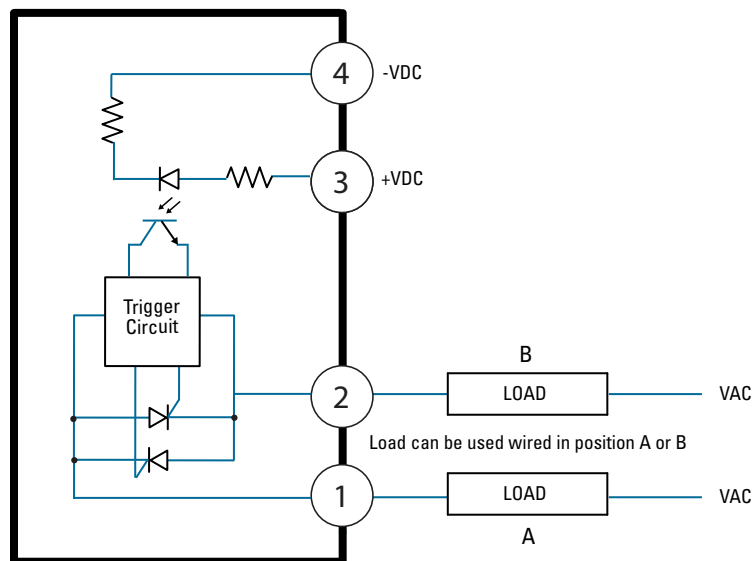 4 -VDC
3 +VDC
Trigger
Circuit
B
2 LOAD VAC
Load can be used wired in position A or B
1 LOAD VAC
A